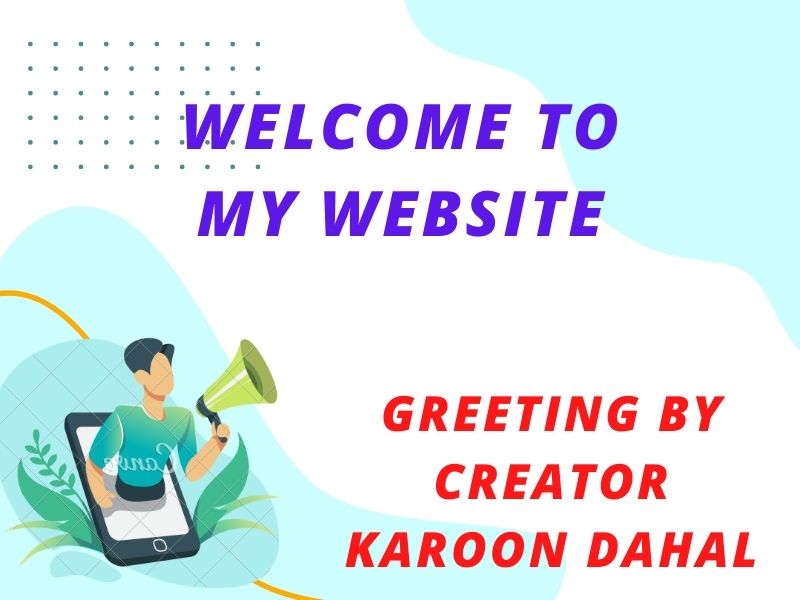 WELCOME TO
MY WEBSITE
GREETING BY
CREATOR
KAROON DAHAL